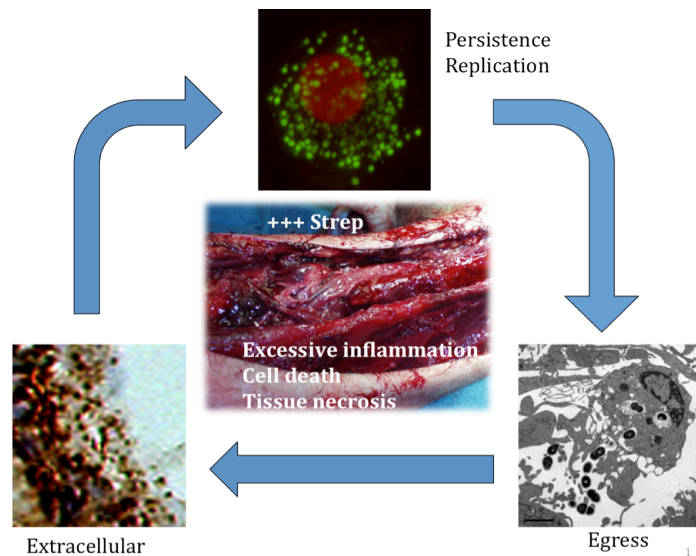 Persistence
Replication
+++ Strep
Excessive inflammation
Cell death
Tissue necrosis
Extracellular
Egress
1